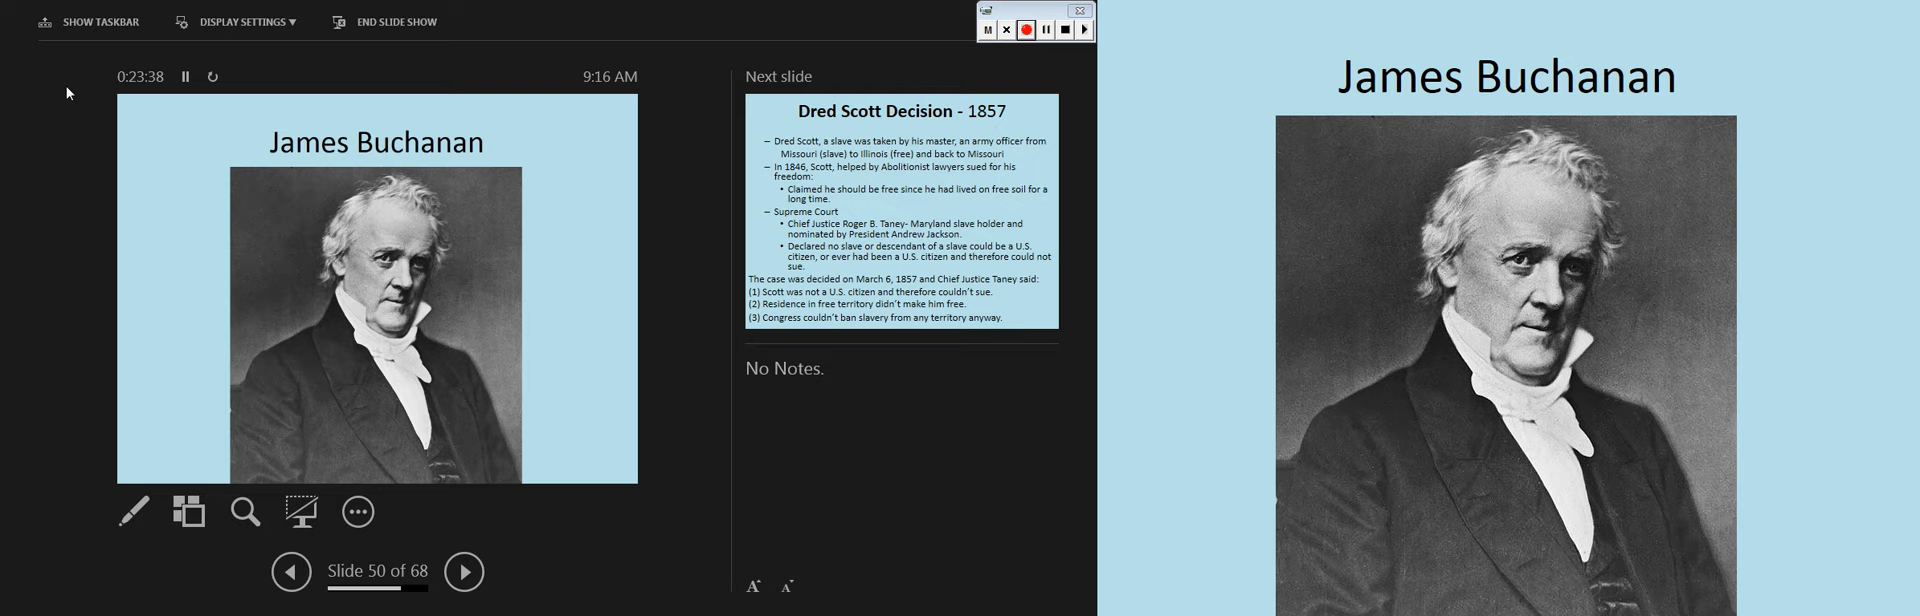 SHOW TASKBAR
DISPLAY SETTINGS ▼
END SLIDE SHOW
M
0:23:38
9:16 AM
James Buchanan
Slide 50 of 68
Next slide
Dred Scott Decision - 1857
– Dred Scott, a slave was taken by his master, an army officer from
Missouri (slave) to Illinois (free) and back to Missouri
– In 1846, Scott, helped by Abolitionist lawyers sued for his
freedom:
• Claimed he should be free since he had lived on free soil for a
long time.
– Supreme Court
• Chief Justice Roger B. Taney- Maryland slave holder and
nominated by President Andrew Jackson.
• Declared no slave or descendant of a slave could be a U.S.
citizen, or ever had been a U.S. citizen and therefore could not
sue.
The case was decided on March 6, 1857 and Chief Justice Taney said:
(1) Scott was not a U.S. citizen and therefore couldn't sue.
(2) Residence in free territory didn't make him free.
(3) Congress couldn't ban slavery from any territory anyway.
No Notes.
A A
James Buchanan